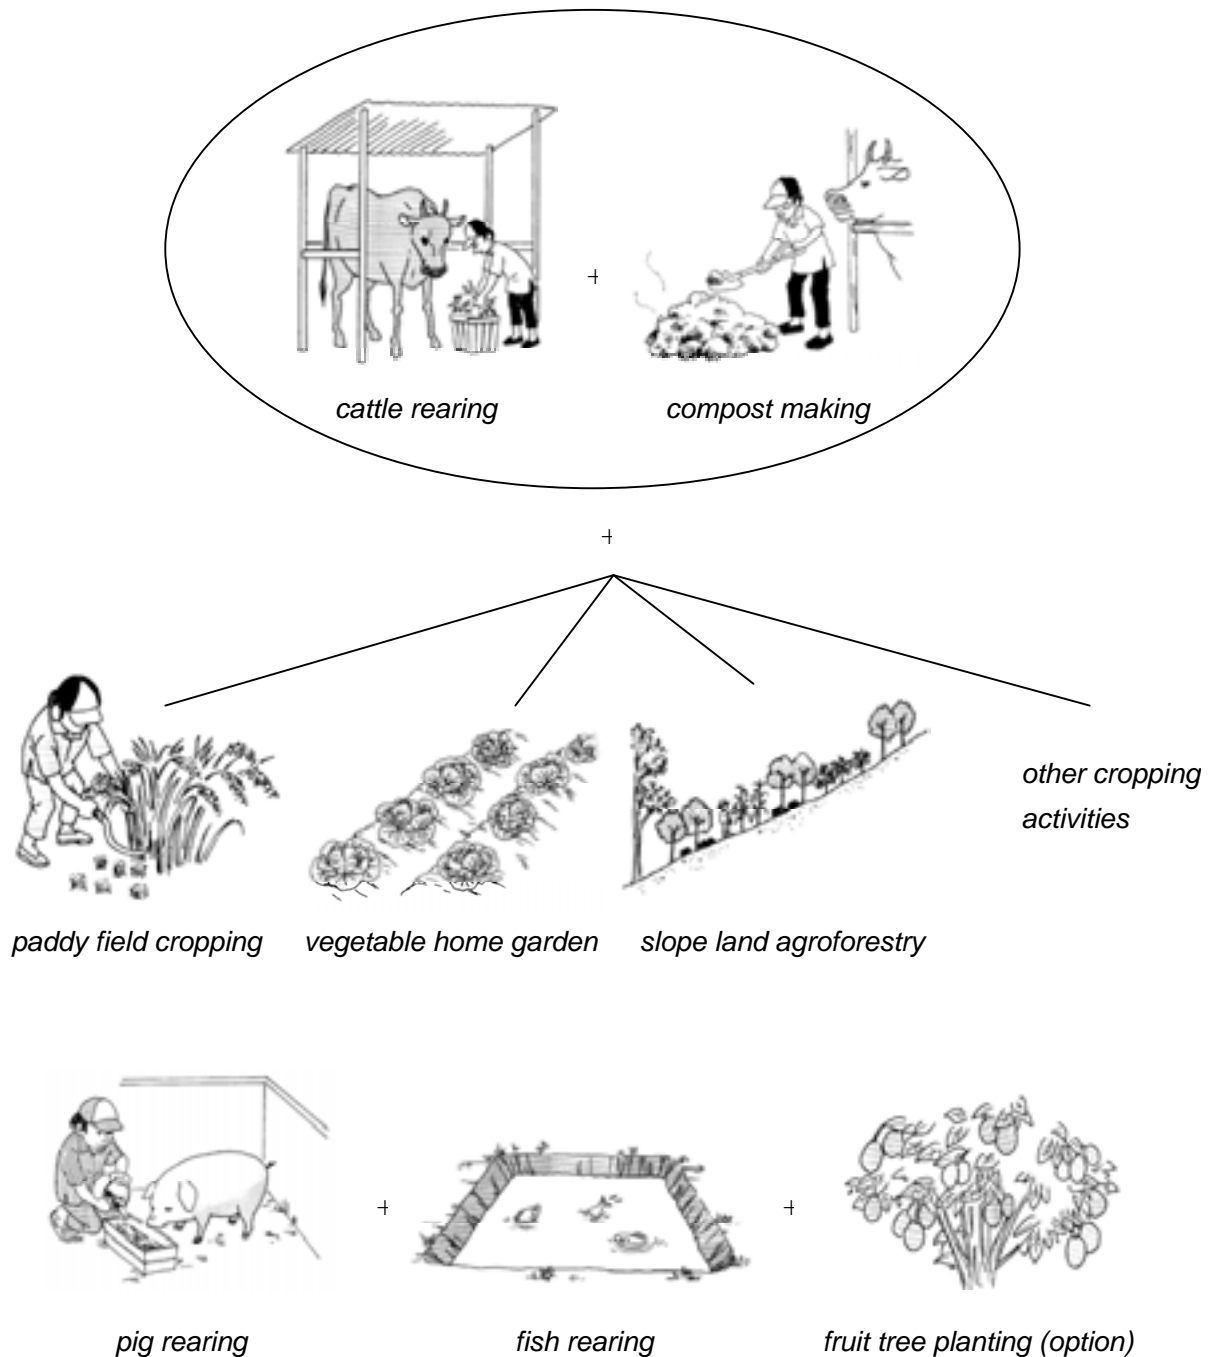 +
cattle rearing
compost making
+
other cropping
activities
paddy field cropping
vegetable home garden
slope land agroforestry
+
+
pig rearing
fish rearing
fruit tree planting (option)